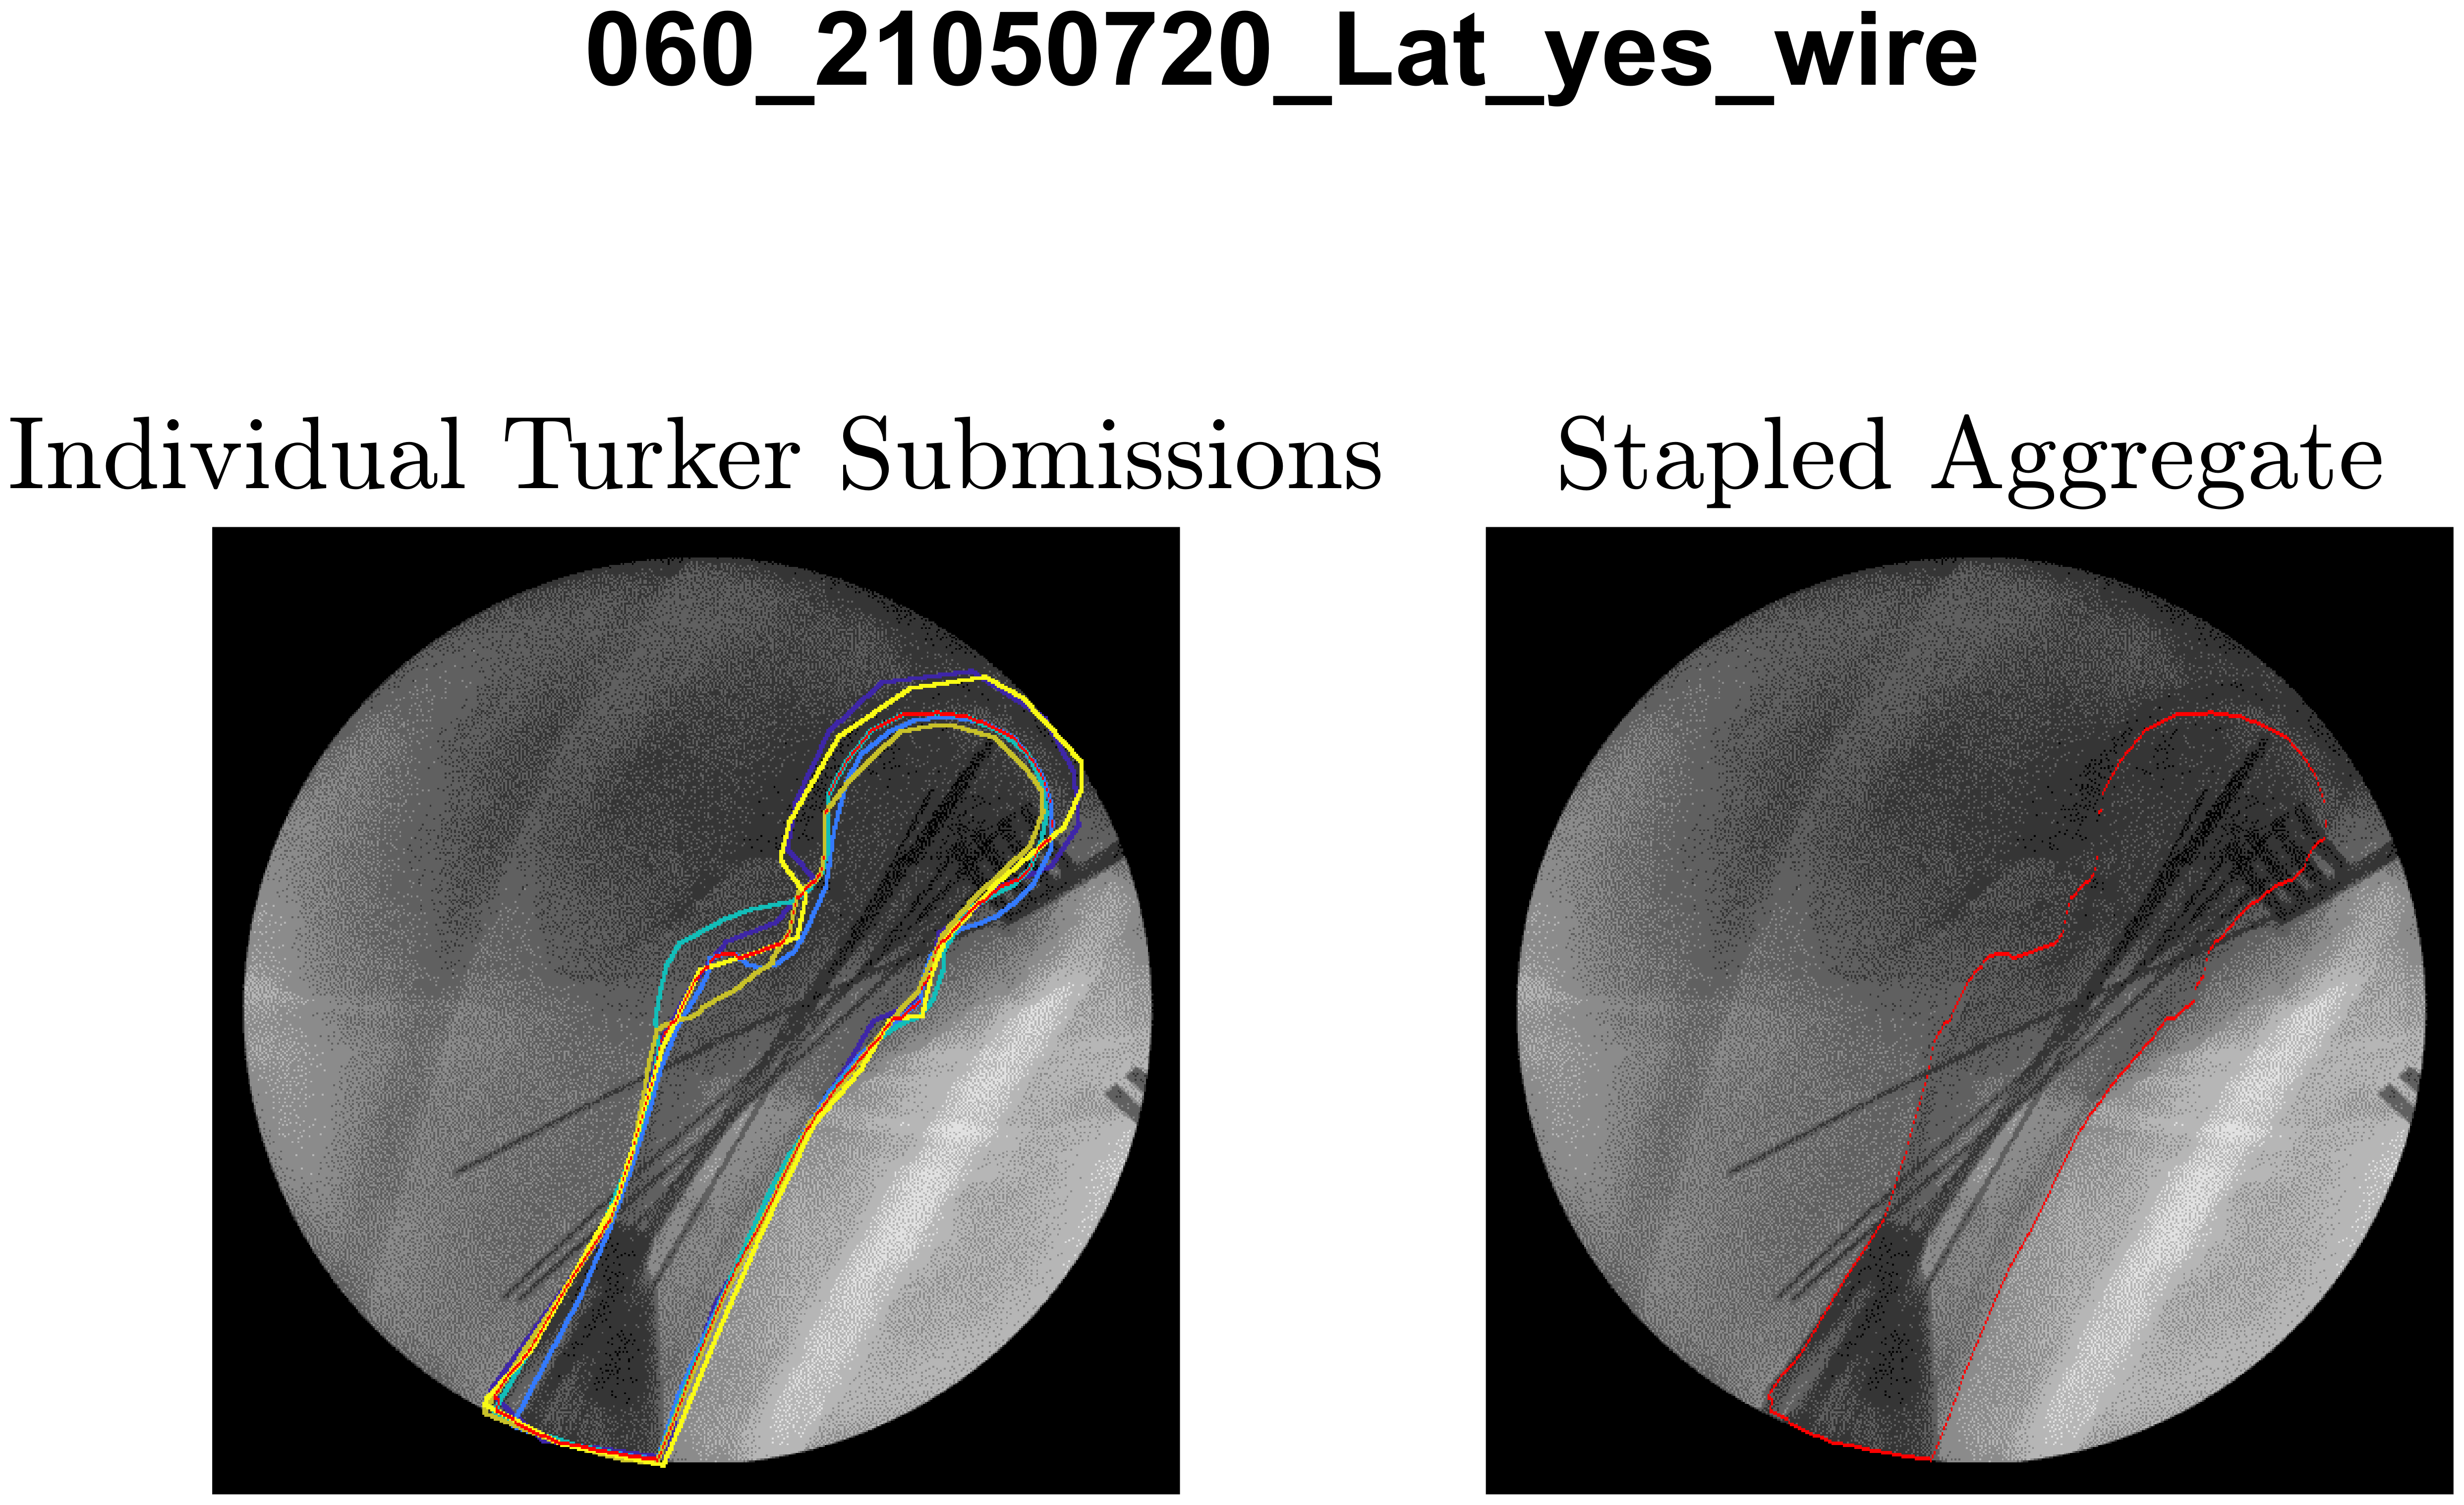 060_21050720_Lat_yes_wire
Individual Turker Submissions
Stapled Aggregate